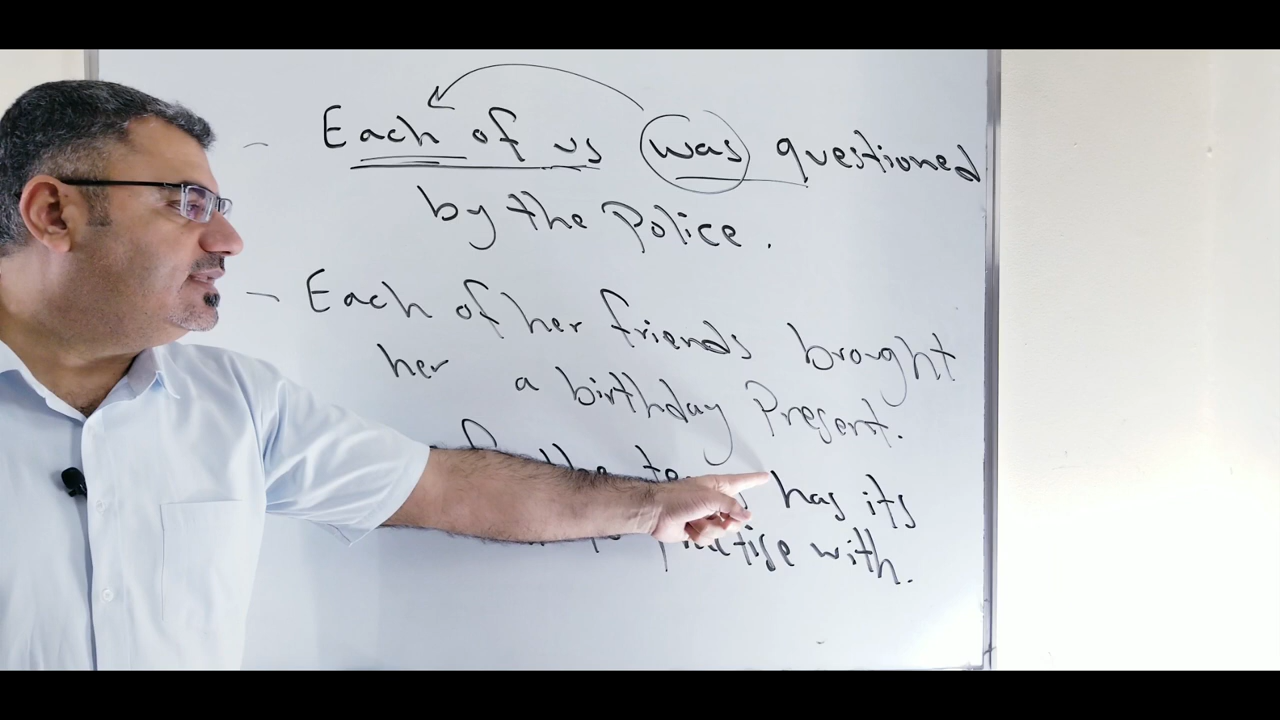 - Each of us was questioned
by the Police.
- Each of her friends brought
her a birthday Present.
the has its
with.